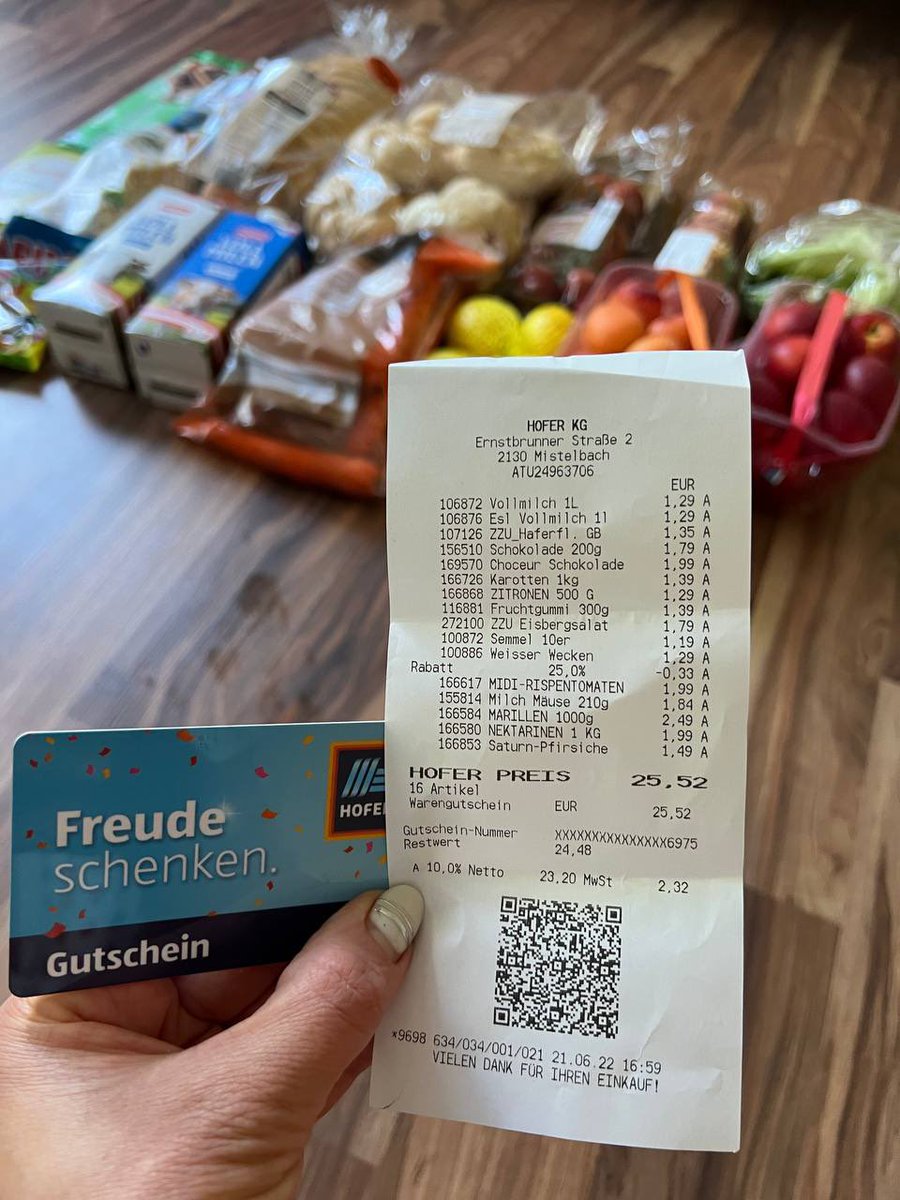 HOFER KG
Ernstbrunner Straße 2
2130 Mistelbach
ATU24963706
EUR
106872 Vollmilch 1L 1,29 A
106876 Esl Vollmilch 1l 1,29 A
107126 ZZU_Haferfl. GB 1,35 A
156510 Schokolade 200g 1,79 A
169570 Choceur Schokolade 1,99 A
166726 Karotten 1kg 1,39 A
166868 ZITRONEN 500 G 1,29 A
116881 Fruchtgummi 300g 1,39 A
272100 ZZU Eisbergsalat 1,79 A
100872 Semmel 10er 1,19 A
100886 Weisser Wecken 1,29 A
Rabatt 25,0% -0,33 A
166617 MIDI-RISPENTOMATEN 1,99 A
155814 Milch Mäuse 210g 1,84 A
166584 MARILLEN 1000g 2,49 A
166580 NEKTARINEN 1 KG 1,99 A
166853 Saturn-Pfirsiche 1,49 A
HOFER PREIS 25,52
16 Artikel
Warengutschein EUR 25,52
Gutschein-Nummer XXXXXXXXXXXXXXX6975
Restwert 24,48
A 10,0% Netto 23,20 MwSt 2,32
*9698 634/034/001/021 21.06.22 16:59
VIELEN DANK FÜR IHREN EINKAUF!
HOFER
Freude
schenken.
Gutschein